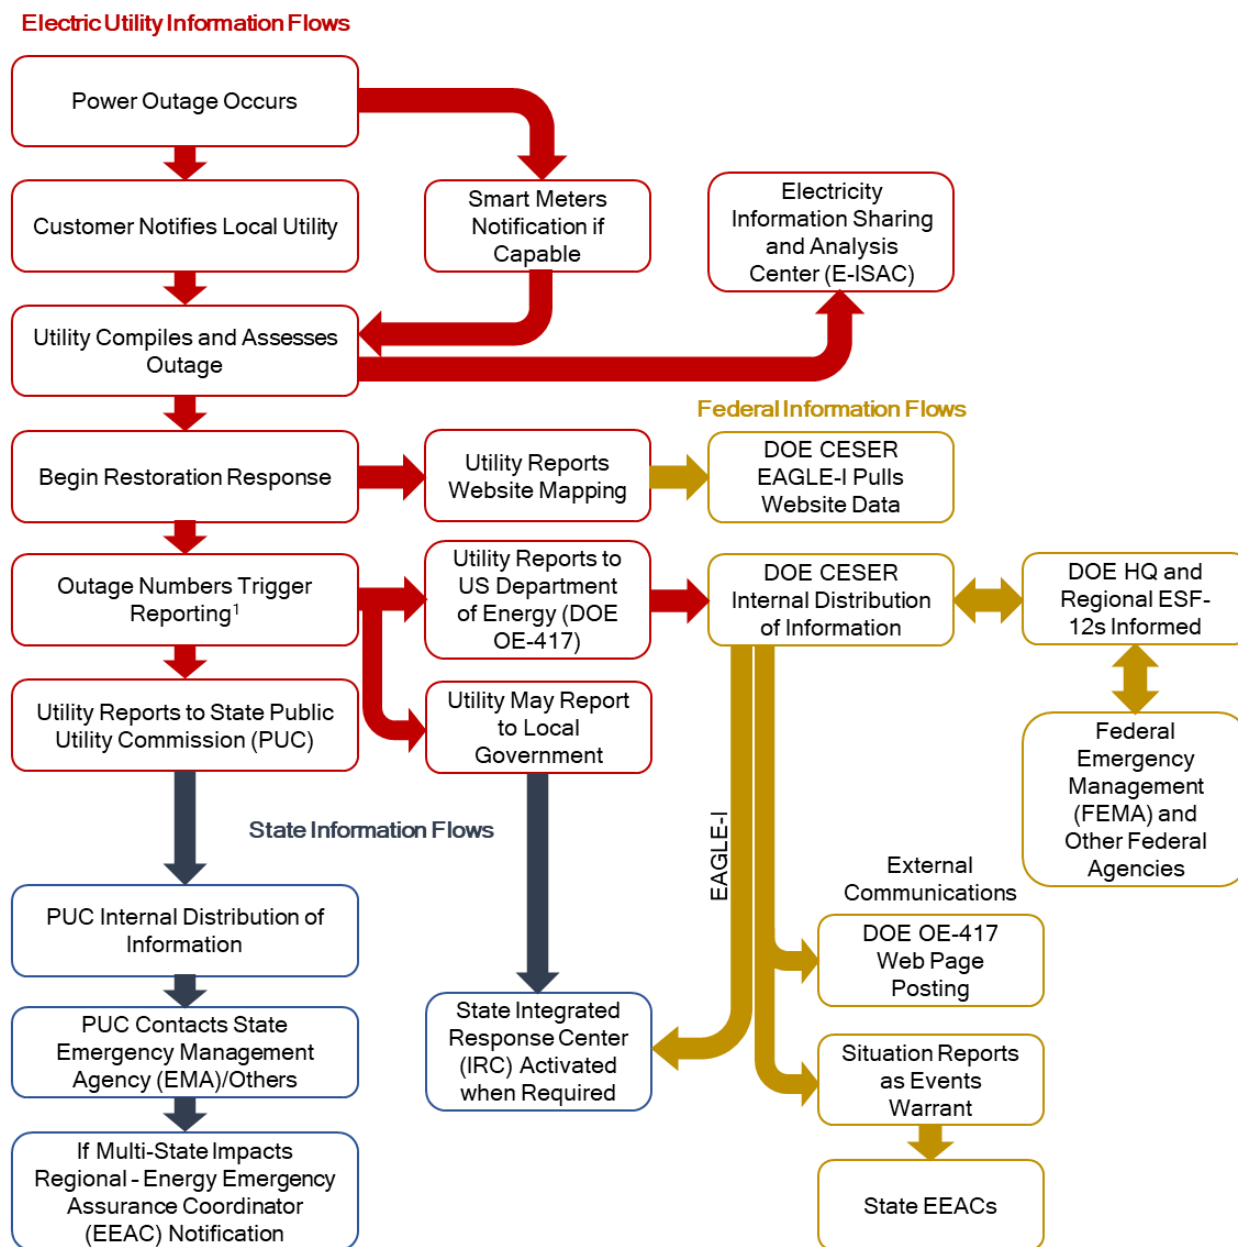 Electric Utility Information Flows
Power Outage Occurs
Customer Notifies Local Utility
Smart Meters
Notification if
Capable
Electricity
Information Sharing
and Analysis
Center (E-ISAC)
Utility Compiles and Assesses
Outage
Federal Information Flows
Begin Restoration Response
Utility Reports
Website Mapping
DOE CESER
EAGLE-I Pulls
Website Data
Outage Numbers Trigger
Reporting¹
Utility Reports to
US Department
of Energy (DOE
OE-417)
DOE CESER
Internal Distribution
of Information
DOE HQ and
Regional ESF-
12s Informed
Utility Reports to State Public
Utility Commission (PUC)
Utility May Report
to Local
Government
Federal
Emergency
Management
(FEMA) and
Other Federal
Agencies
State Information Flows
EAGLE-I
External
Communications
PUC Internal Distribution of
Information
DOE OE-417
Web Page
Posting
PUC Contacts State
Emergency Management
Agency (EMA)/Others
State Integrated
Response Center
(IRC) Activated
when Required
Situation Reports
as Events
Warrant
If Multi-State Impacts
Regional - Energy Emergency
Assurance Coordinator
(EEAC) Notification
State EEACs